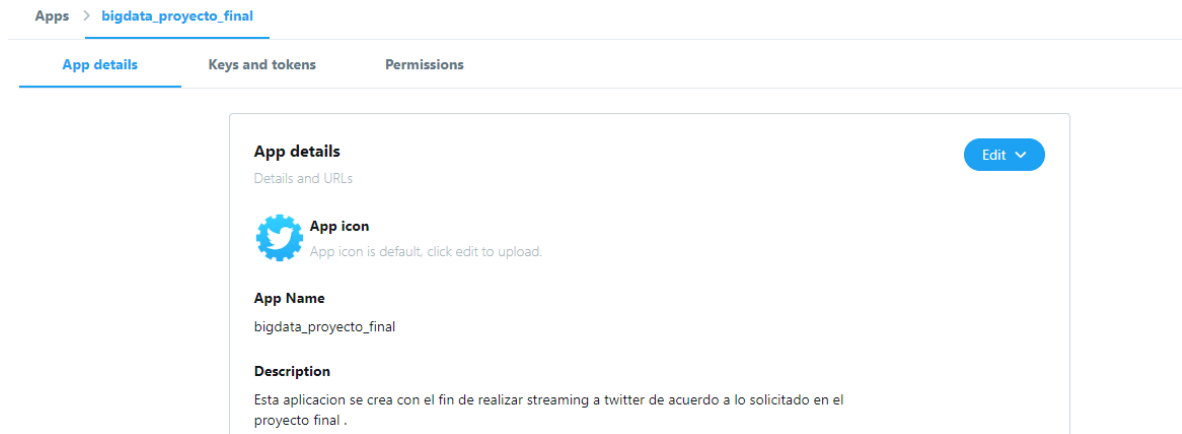 Apps > bigdata_proyecto_final
App details Keys and tokens Permissions
App details
Edit
Details and URLs
App icon
App icon is default, click edit to upload.
App Name
bigdata_proyecto_final
Description
Esta aplicacion se crea con el fin de realizar streaming a twitter de acuerdo a lo solicitado en el
proyecto final .